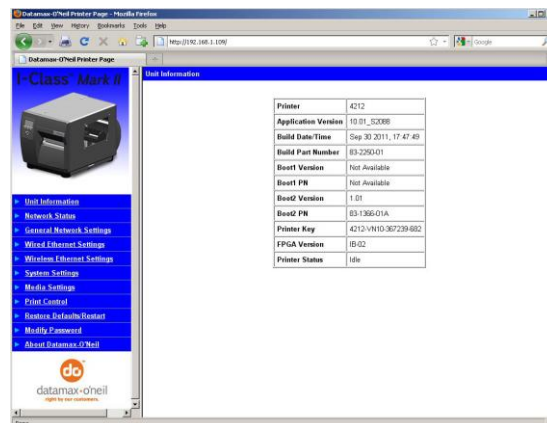 Datamax-O'Neil Printer Page - Mozilla Firefox
File Edit View History Bookmarks Tools Help
http://192.168.1.109/
Google
Datamax-O'Neil Printer Page
I-Class Mark II
Unit Information
Printer 4212
Application Version 10.01_S2088
Build Date/Time Sep 30 2011, 17:47:49
Build Part Number 83-2250-01
Boot1 Version Not Available
Boot1 PN Not Available
Boot2 Version 1.01
Boot2 PN 83-1366-01A
Printer Key 4212-VN10-367239-682
FPGA Version IB-02
Printer Status Idle
Unit Information
Network Status
General Network Settings
Wired Ethernet Settings
Wireless Ethernet Settings
System Settings
Media Settings
Print Control
Restore Defaults/Restart
Modify Password
About Datamax-O'Neil
do
datamax-o'neil
right by our customers.